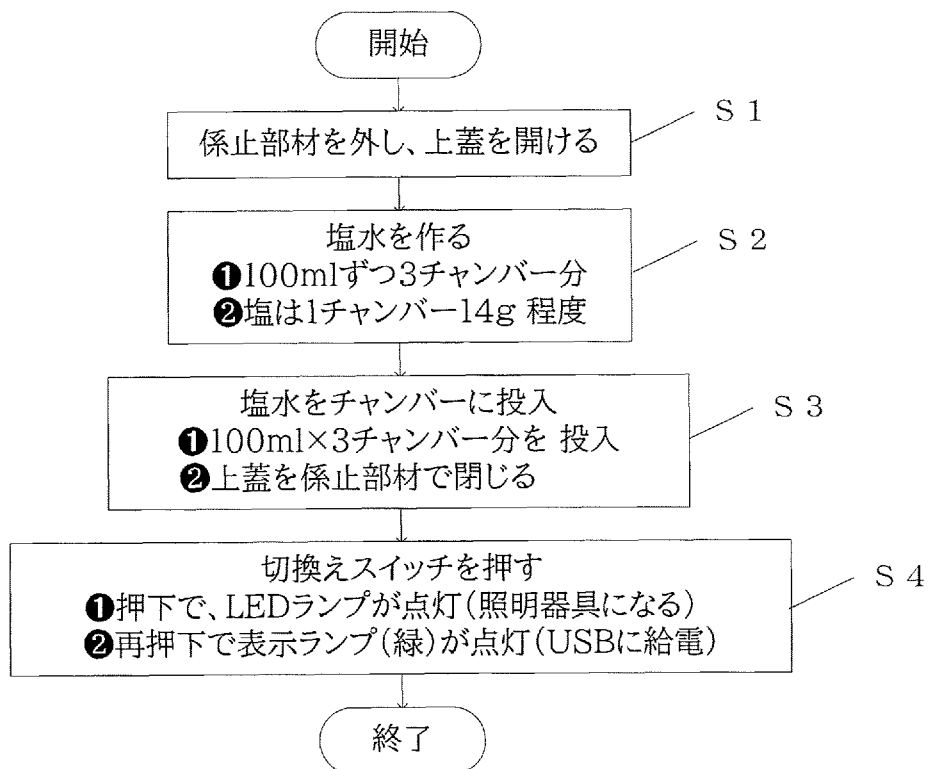 開始
係止部材を外し、上蓋を開ける
S1
塩水を作る
❶100mlずつ3チャンバー分
❷塩は1チャンバー14g 程度
S2
塩水をチャンバーに投入
❶100ml×3チャンバー分を 投入
❷上蓋を係止部材で閉じる
S3
切換えスイッチを押す
❶押下で、LEDランプが点灯(照明器具になる)
❷再押下で表示ランプ(緑)が点灯(USBに給電)
S4
終了